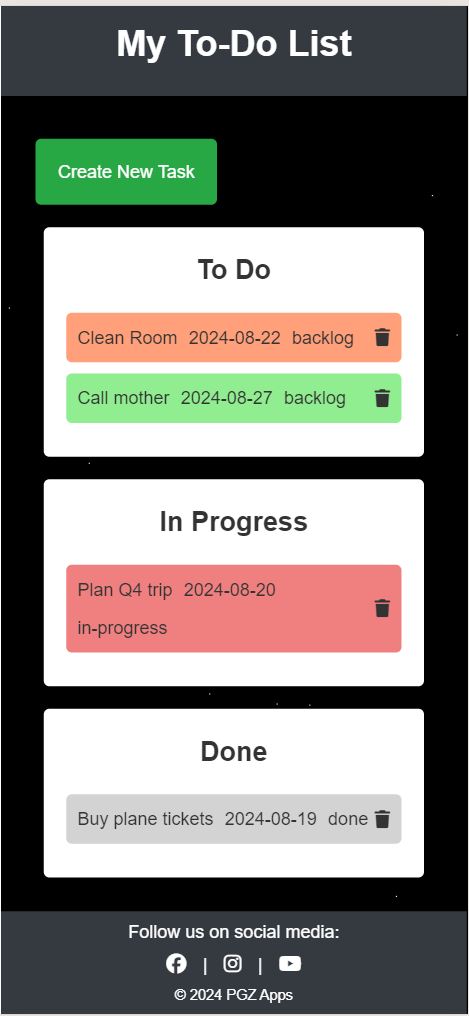 My To-Do List
Create New Task
To Do
Clean Room 2024-08-22 backlog
Call mother 2024-08-27 backlog
In Progress
Plan Q4 trip 2024-08-20
in-progress
Done
Buy plane tickets 2024-08-19 done
Follow us on social media:
| |
© 2024 PGZ Apps